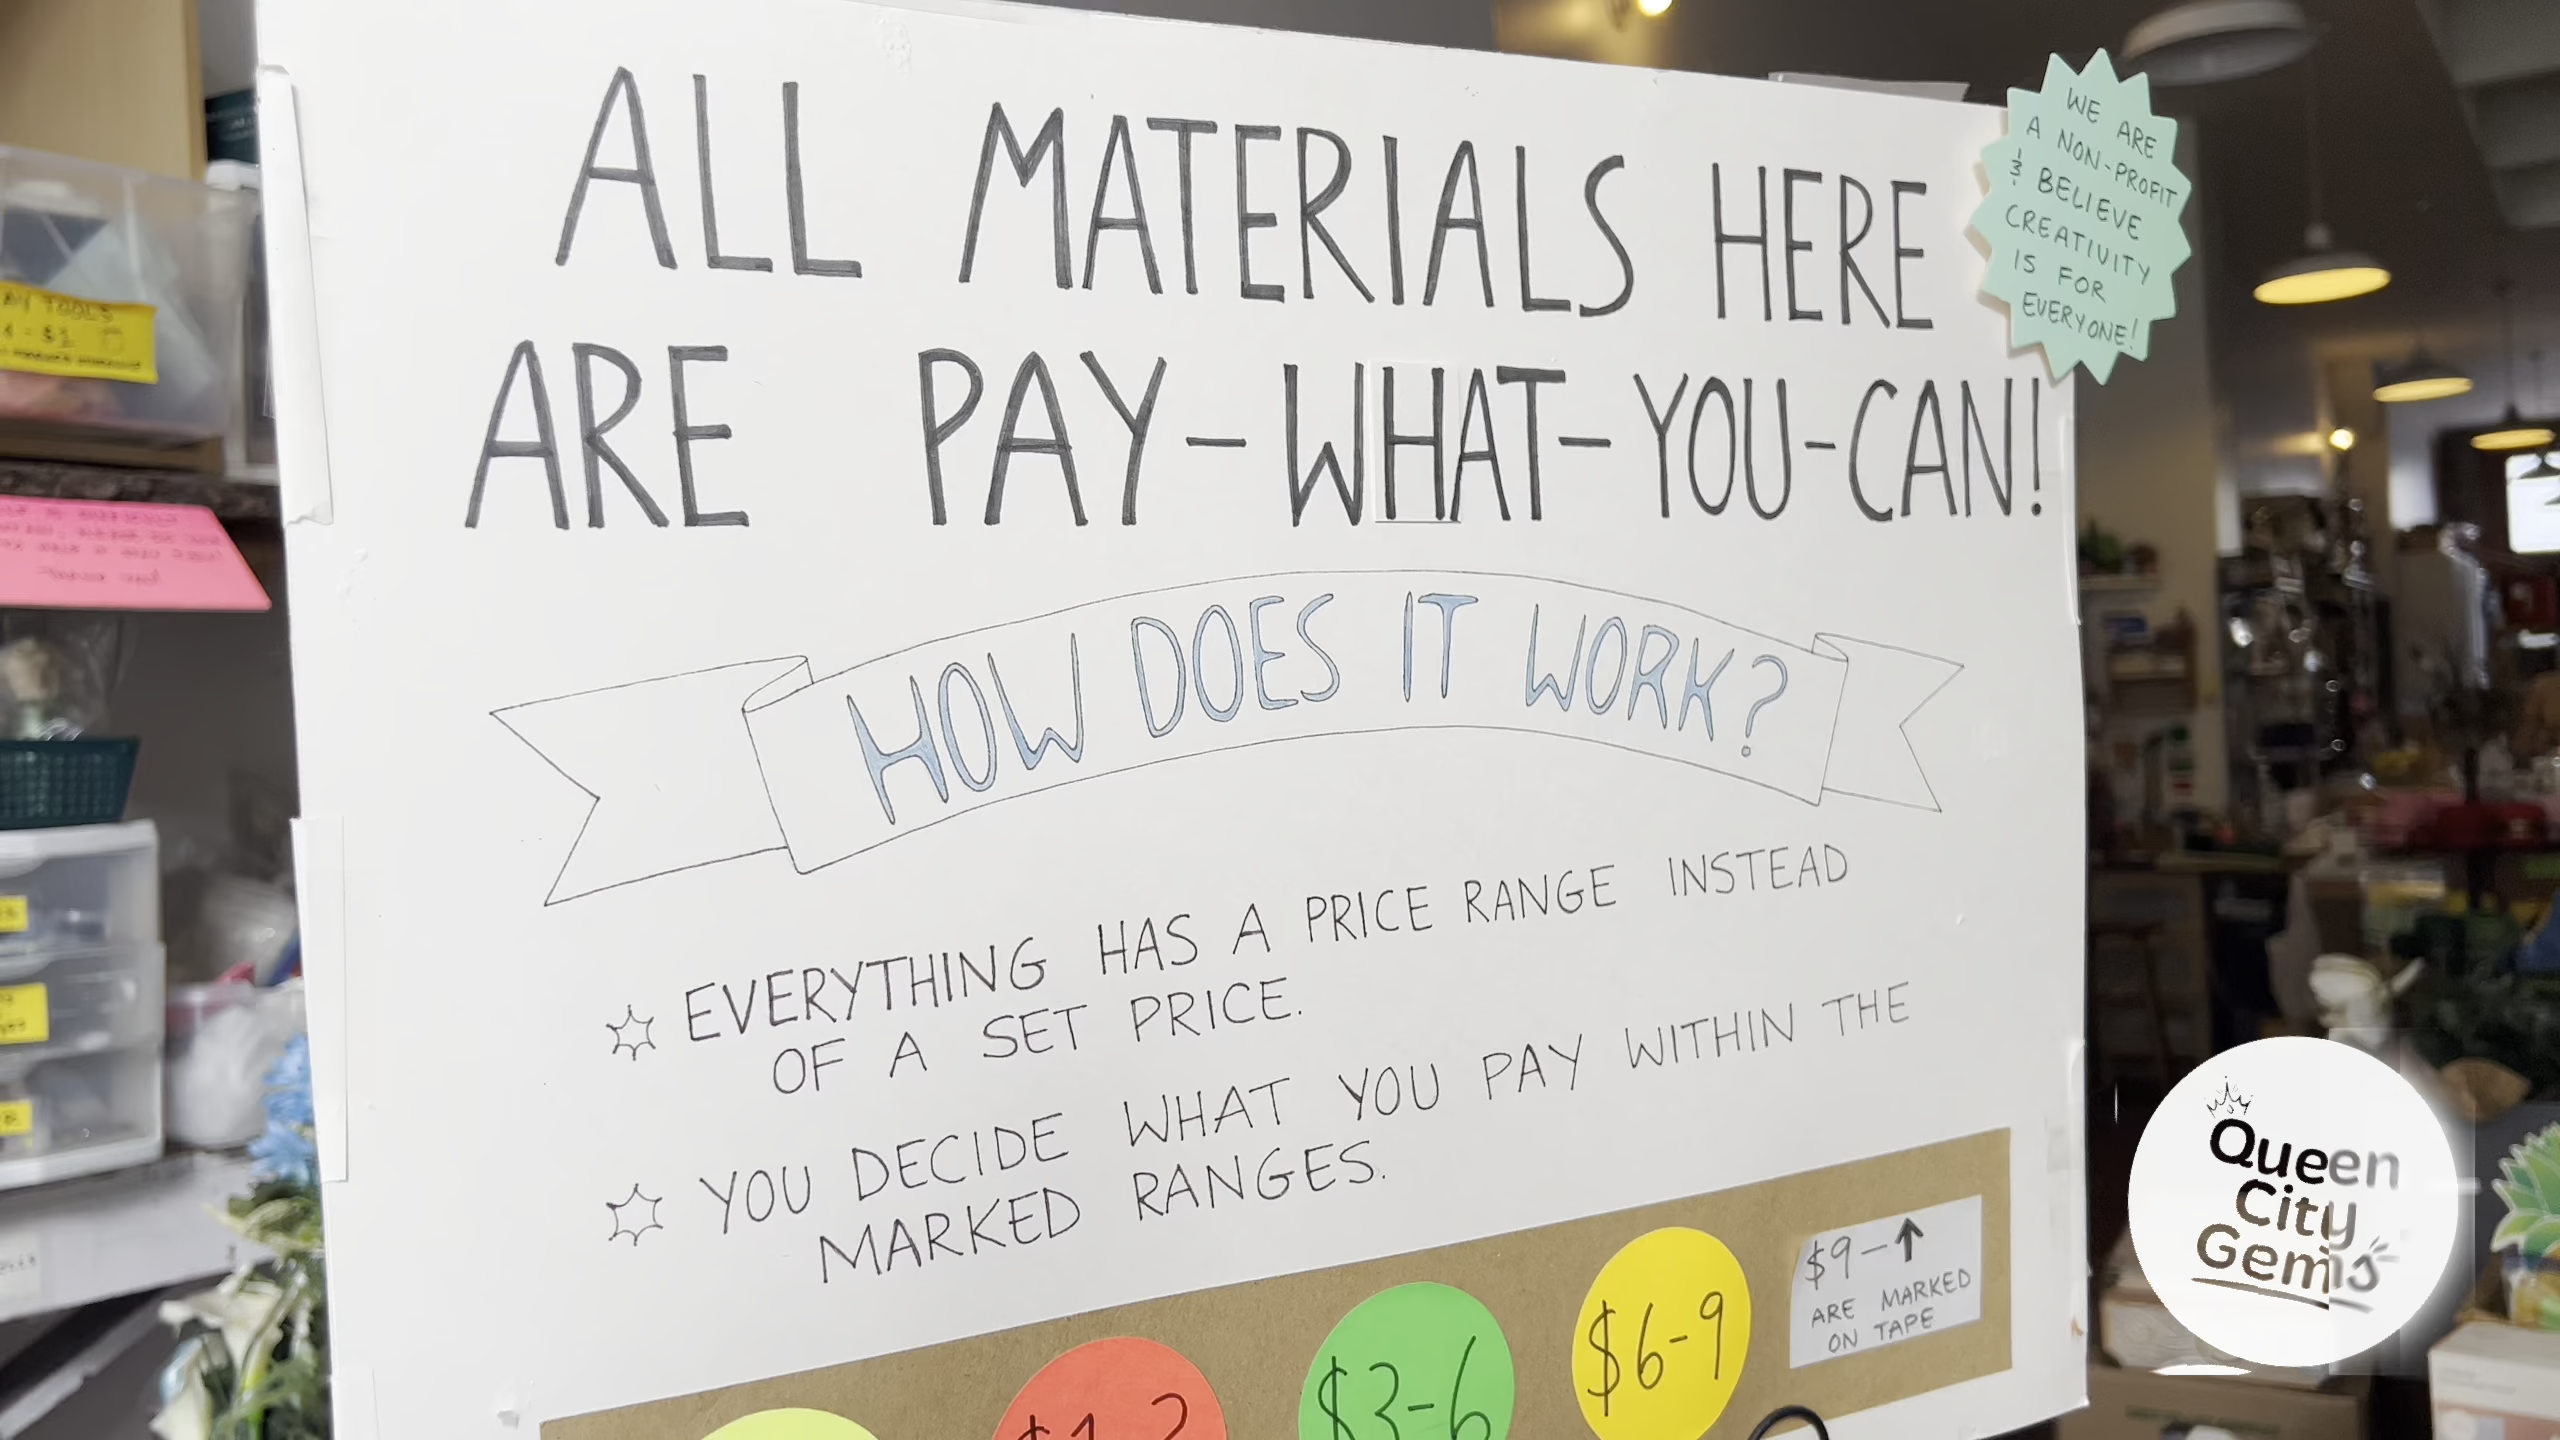 ALL MATERIALS HERE
ARE PAY-WHAT-YOU-CAN!
WE ARE
A NON-PROFIT
& BELIEVE
CREATIVITY
IS FOR
EVERYONE!
HOW DOES IT WORK?
EVERYTHING HAS A PRICE RANGE INSTEAD
OF A SET PRICE.
YOU DECIDE WHAT YOU PAY WITHIN THE
MARKED RANGES.
$3-6
$6-9
$9-↑
ARE MARKED
ON TAPE
TOOLS
$1
Queen
City
Gems